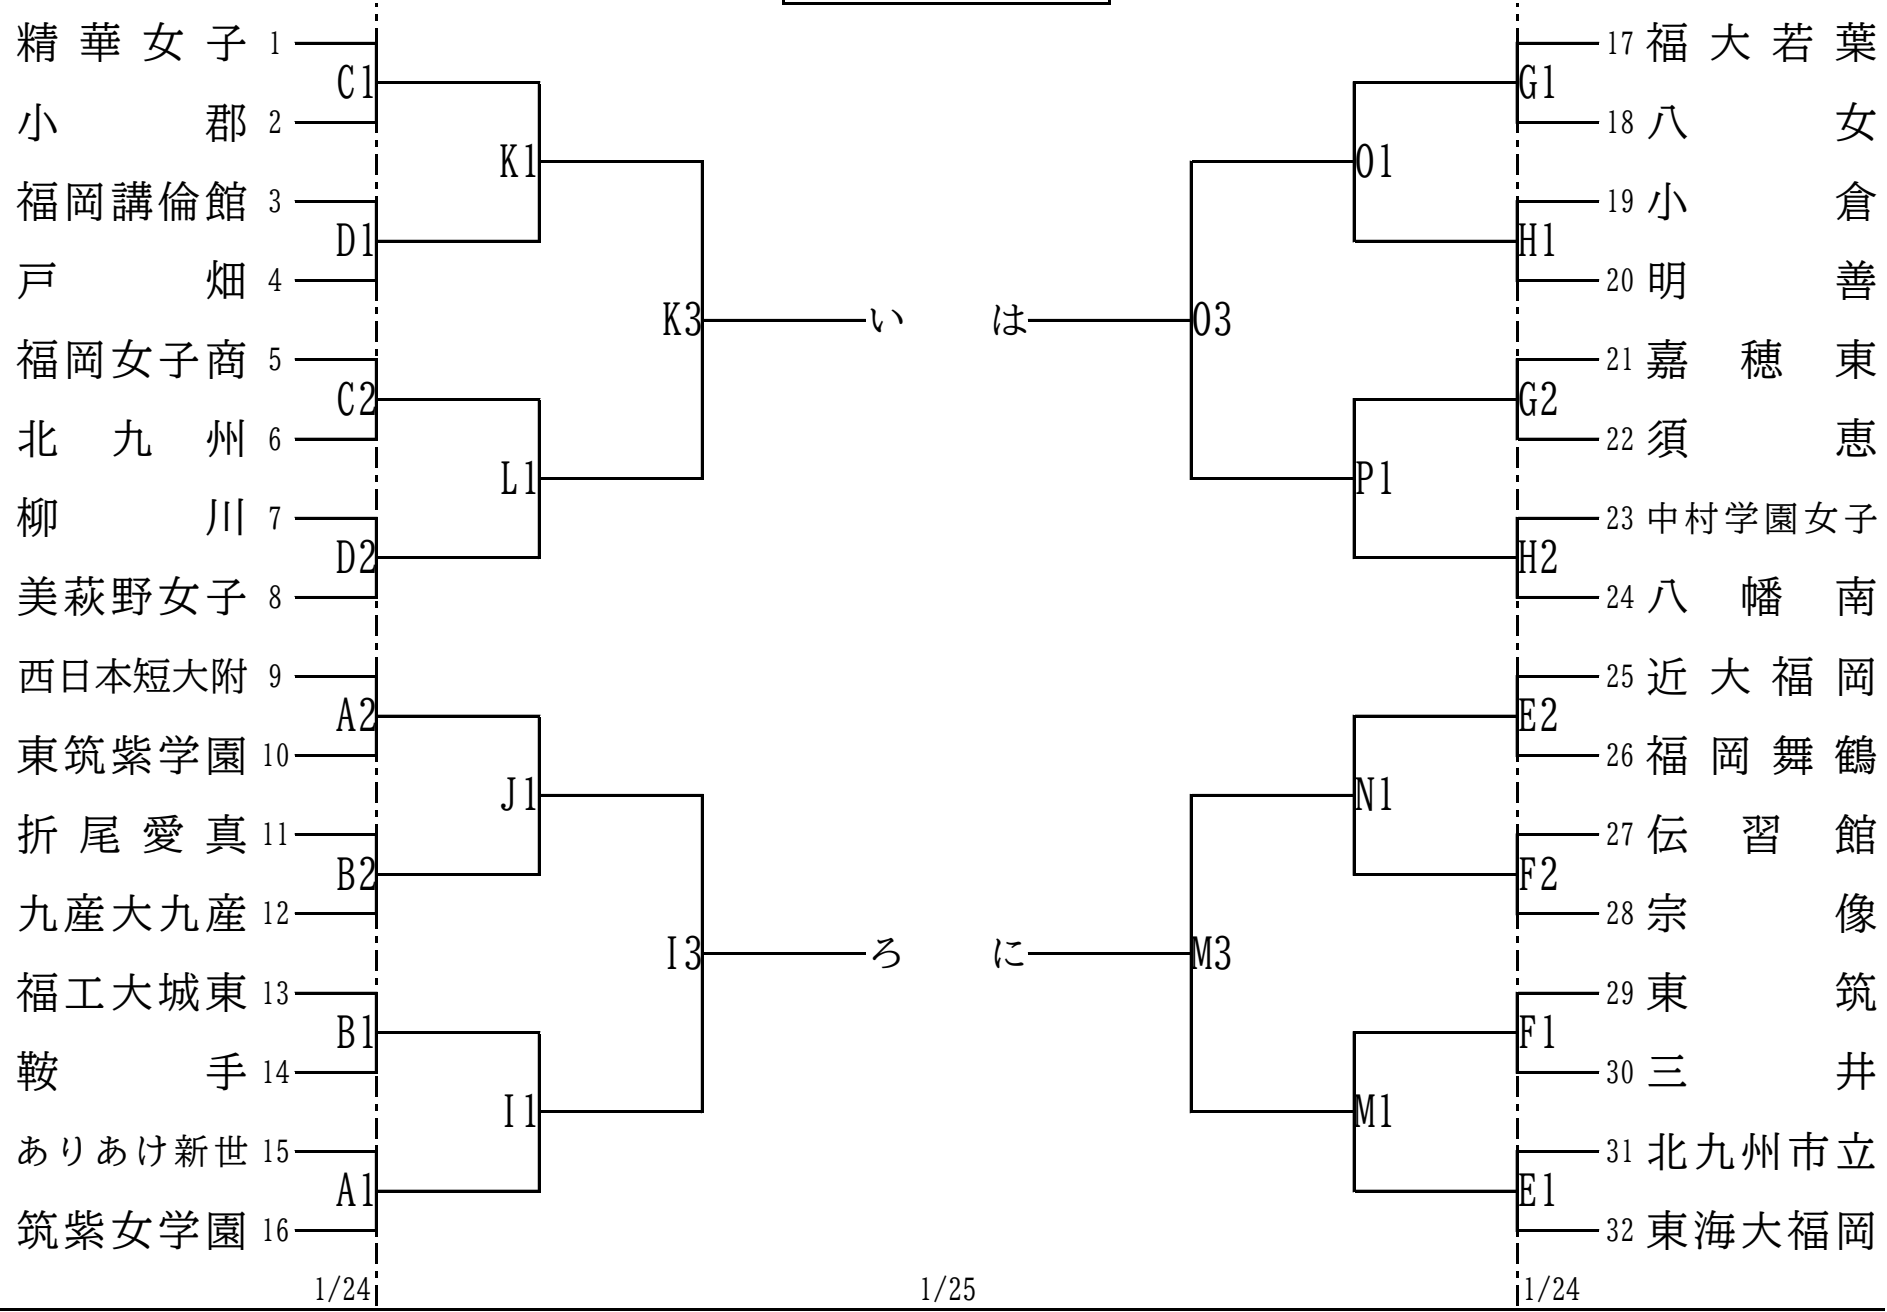 精華女子 1
C1
小郡 2
K1
福岡講倫館 3
D1
戸畑 4
K3
い
福岡女子商 5
C2
北九州 6
L1
柳川 7
D2
美萩野女子 8
西日本短大附 9
A2
東筑紫学園 10
J1
折尾愛真 11
B2
九産大九産 12
I3
ろ
福工大城東 13
B1
鞍手 14
I1
ありあけ新世 15
A1
筑紫女学園 16
1/24
1/25
17 福大若葉
G1
18 八女
O1
19 小倉
H1
20 明善
は
O3
21 嘉穂東
G2
22 須恵
P1
23 中村学園女子
H2
24 八幡南
25 近大福岡
E2
26 福岡舞鶴
N1
27 伝習館
F2
28 宗像
に
M3
29 東筑
F1
30 三井
M1
31 北九州市立
E1
32 東海大福岡
1/24